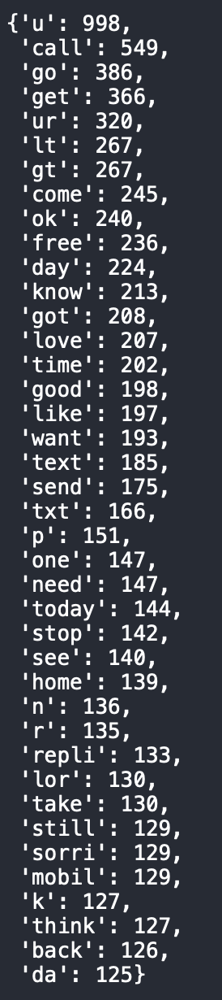 {'u': 998,
'call': 549,
'go': 386,
'get': 366,
'ur': 320,
'lt': 267,
'gt': 267,
'come': 245,
'ok': 240,
'free': 236,
'day': 224,
'know': 213,
'got': 208,
'love': 207,
'time': 202,
'good': 198,
'like': 197,
'want': 193,
'text': 185,
'send': 175,
'txt': 166,
'p': 151,
'one': 147,
'need': 147,
'today': 144,
'stop': 142,
'see': 140,
'home': 139,
'n': 136,
'r': 135,
'repli': 133,
'lor': 130,
'take': 130,
'still': 129,
'sorri': 129,
'mobil': 129,
'k': 127,
'think': 127,
'back': 126,
'da': 125}